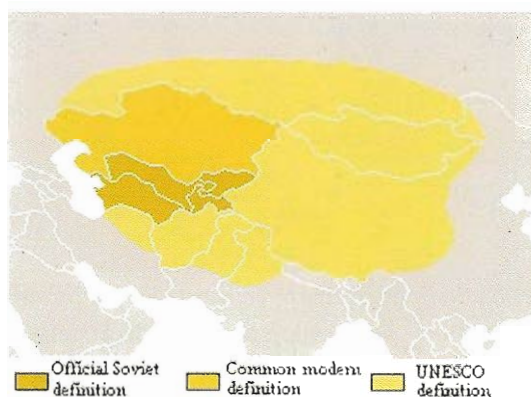 Official Soviet
definition
Common modern
definition
UNESCO
definition